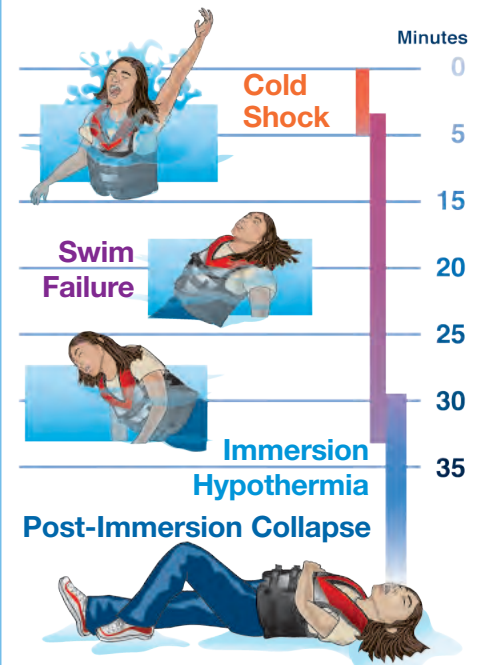 Minutes
0
Cold
Shock
5
15
Swim
Failure
20
25
30
Immersion
Hypothermia
35
Post-Immersion Collapse